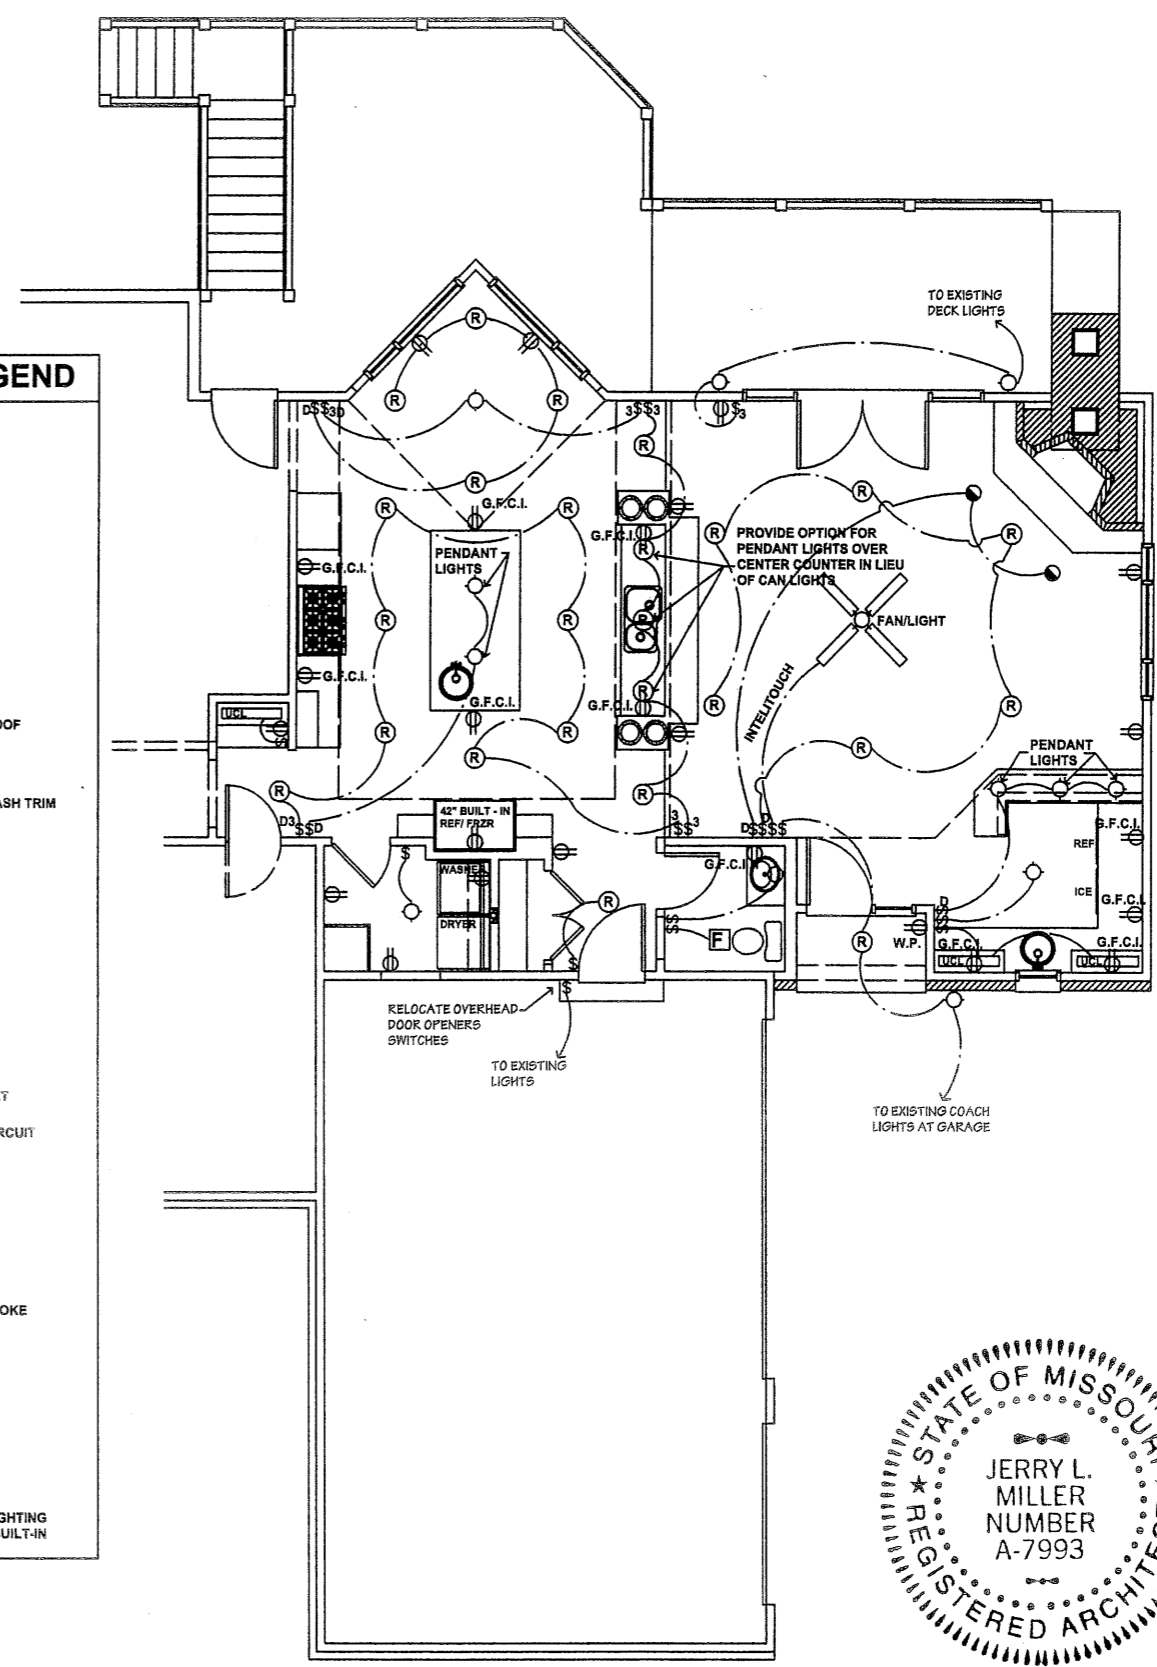 GEND
OOF
ASH TRIM
RCUIT
OKE
GHTING
UILT-IN
TO EXISTING
DECK LIGHTS
R
D$$3D
3$$3
R
R
R
$3
R
G.F.C.I.
R
R
R
PENDANT
LIGHTS
G.F.C.I.
R
R
PROVIDE OPTION FOR
PENDANT LIGHTS OVER
CENTER COUNTER IN LIEU
OF CAN LIGHTS
R
G.F.C.I.
R
R
R
FAN/LIGHT
G.F.C.I.
G.F.C.I.
R
G.F.C.I.
R
R
INTELITOUCH
UCL
$
R
R
R
R
PENDANT
LIGHTS
R
R
D3$$D
42" BUILT - IN
REF/ FRZR
3
$$3
D
D$$$$
G.F.C.I.
REF
$
WASHER
G.F.C.I
ICE
G.F.C.I.
DRYER
R
$
$
F
D
$
$
$
R
W.P.
G.F.C.I.
G.F.C.I.
UCL
UCL
$
$
RELOCATE OVERHEAD
DOOR OPENERS
SWITCHES
TO EXISTING
LIGHTS
TO EXISTING COACH
LIGHTS AT GARAGE
STATE OF MISSOURI
JERRY L.
MILLER
NUMBER
A-7993
★ REGISTERED ARCHITECT